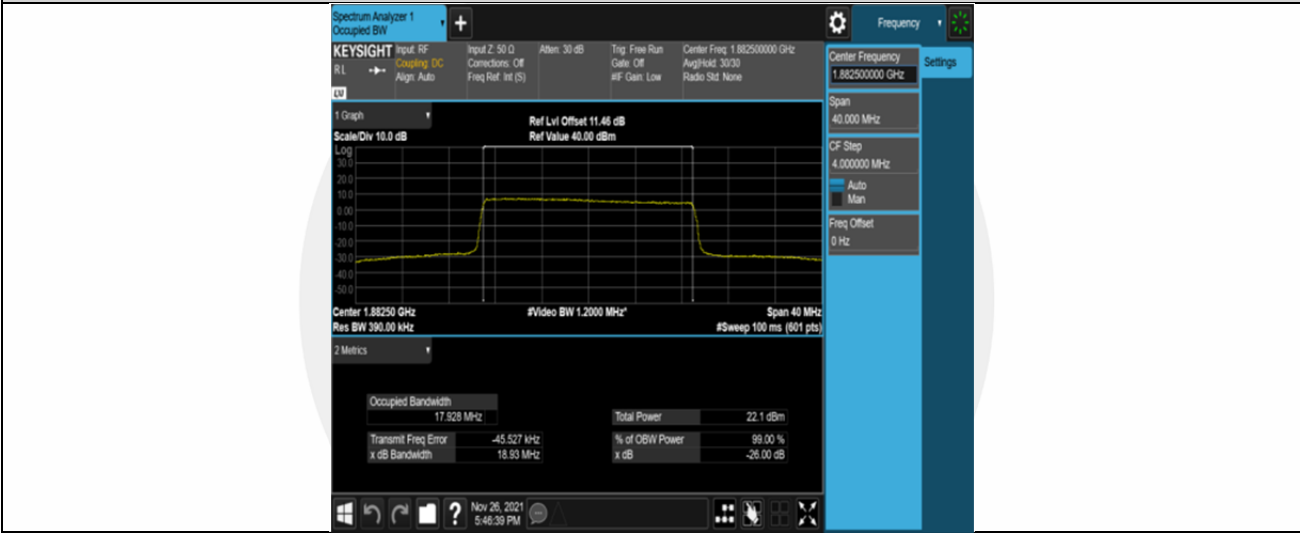 Spectrum Analyzer 1
Occupied BW
+
Frequency
KEYSIGHT
R L
LV
Input: RF
Coupling: DC
Align: Auto
Input Z: 50 Ω
Corrections: Off
Freq Ref: Int (S)
Atten: 30 dB
Trig: Free Run
Gate: Off
#IF Gain: Low
Center Freq: 1.882500000 GHz
Avg|Hold: 30/30
Radio Std: None
Center Frequency
1.882500000 GHz
Settings
Span
40.000 MHz
CF Step
4.000000 MHz
Auto
Man
Freq Offset
0 Hz
1 Graph
Scale/Div 10.0 dB
Ref Lvl Offset 11.46 dB
Ref Value 40.00 dBm
Log
30.0
20.0
10.0
0.00
-10.0
-20.0
-30.0
-40.0
-50.0
Center 1.88250 GHz
Res BW 390.00 kHz
#Video BW 1.2000 MHz*
Span 40 MHz
#Sweep 100 ms (601 pts)
2 Metrics
Occupied Bandwidth
17.928 MHz
Total Power 22.1 dBm
Transmit Freq Error -45.527 kHz
% of OBW Power 99.00 %
x dB Bandwidth 18.93 MHz
x dB -26.00 dB
?
Nov 26, 2021
5:46:39 PM